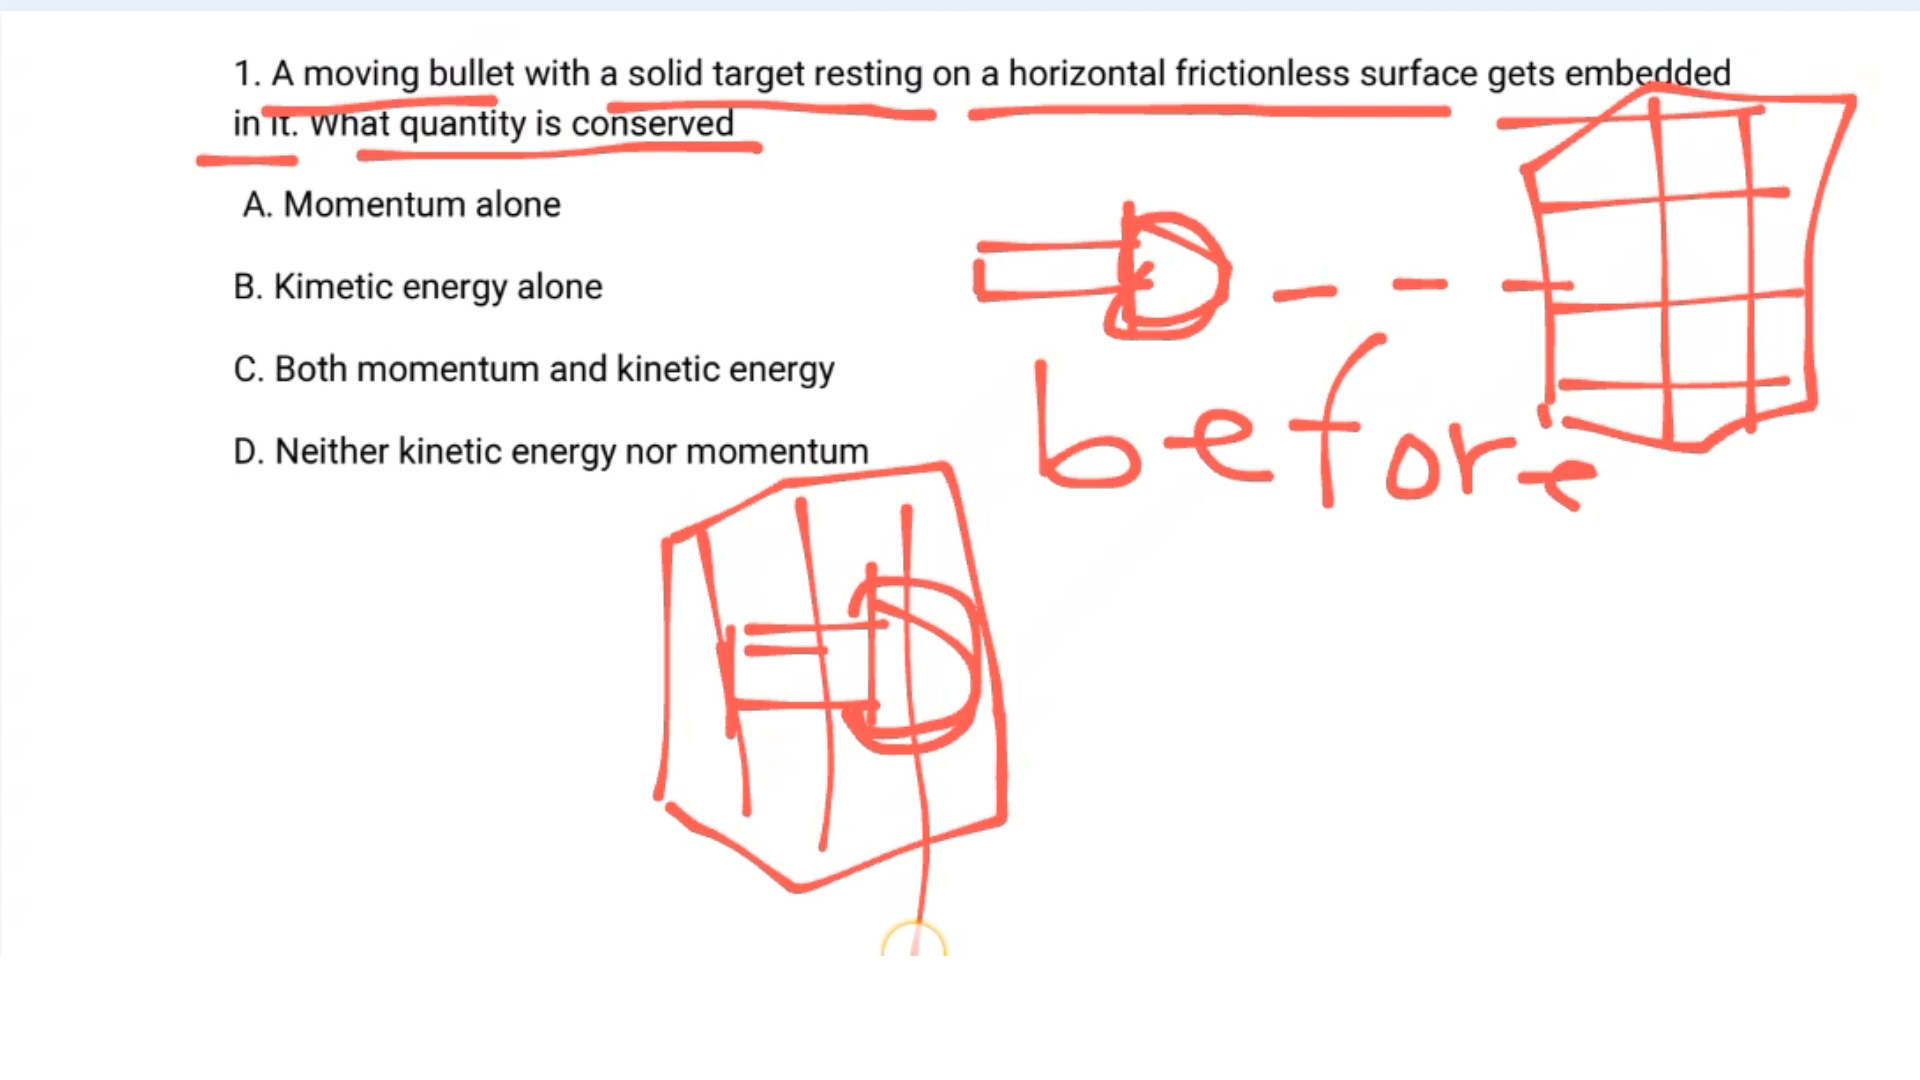 1. A moving bullet with a solid target resting on a horizontal frictionless surface gets embedded
in it. What quantity is conserved
A. Momentum alone
B. Kimetic energy alone
C. Both momentum and kinetic energy
D. Neither kinetic energy nor momentum
before